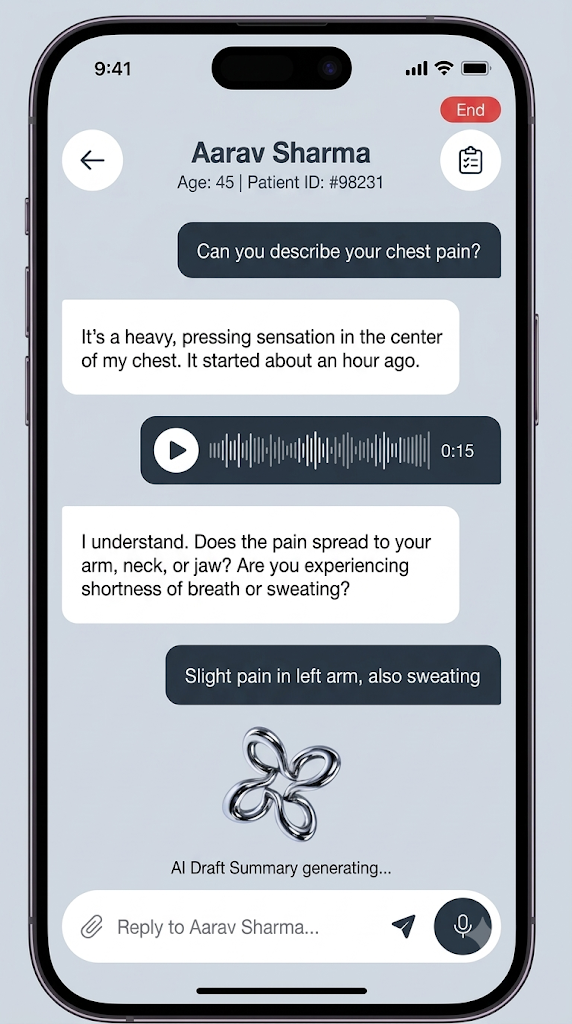 9:41
End
Aarav Sharma
Age: 45 | Patient ID: #98231
Can you describe your chest pain?
It's a heavy, pressing sensation in the center
of my chest. It started about an hour ago.
0:15
I understand. Does the pain spread to your
arm, neck, or jaw? Are you experiencing
shortness of breath or sweating?
Slight pain in left arm, also sweating
AI Draft Summary generating...
Reply to Aarav Sharma...